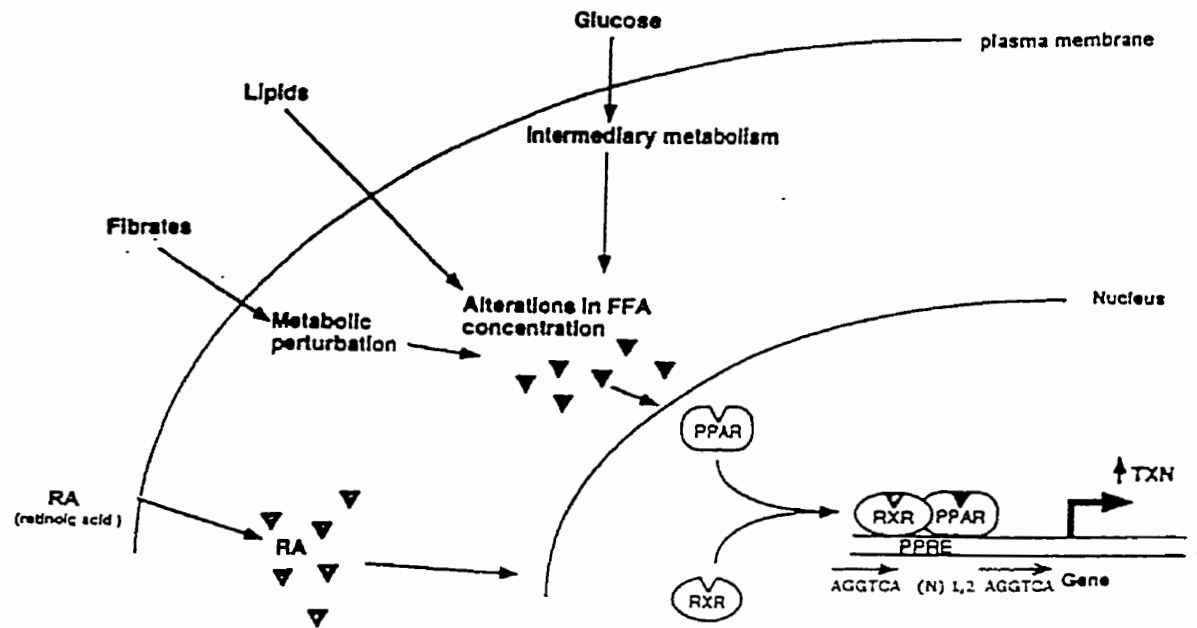 Glucose
plasma membrane
Lipids
Intermediary metabolism
Fibrates
Alterations in FFA
concentration
Nucleus
Metabolic
perturbation
PPAR
TXN
RA
(retinoic acid)
RA
RXR PPAR
PPRE
AGGTCA (N) 1,2 AGGTCA Gene
RXR